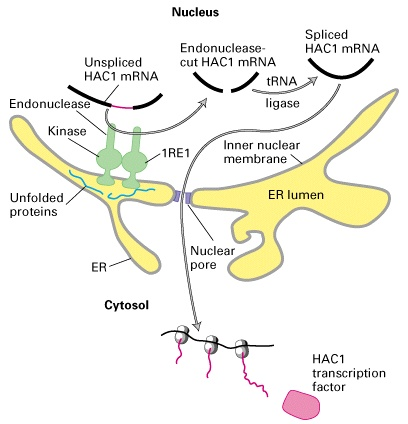 Nucleus
Unspliced
HAC1 mRNA
Endonuclease-
cut HAC1 mRNA
Spliced
HAC1 mRNA
tRNA
ligase
Endonuclease
Kinase
1RE1
Inner nuclear
membrane
Unfolded
proteins
ER lumen
Nuclear
pore
ER
Cytosol
HAC1
transcription
factor